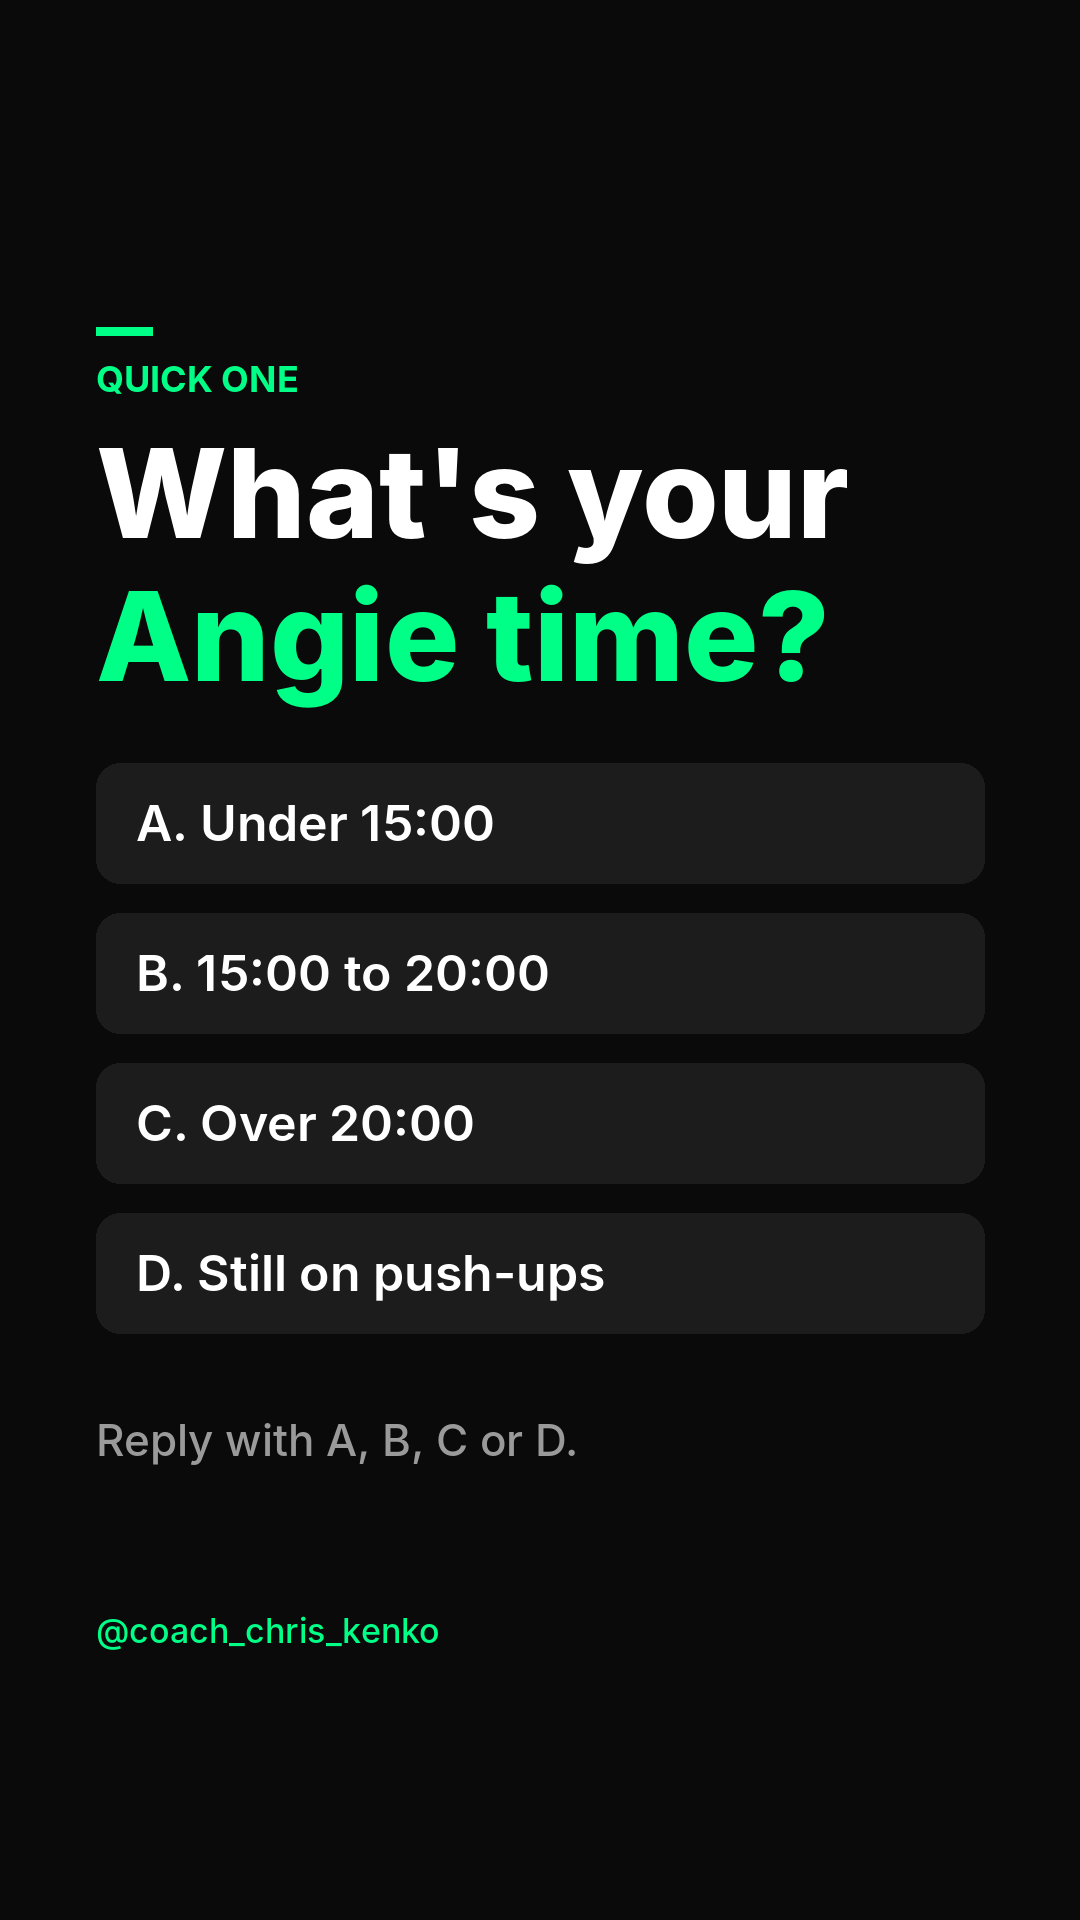 QUICK ONE
What's your
Angie time?
A. Under 15:00
B. 15:00 to 20:00
C. Over 20:00
D. Still on push-ups
Reply with A, B, C or D.
@coach_chris_kenko